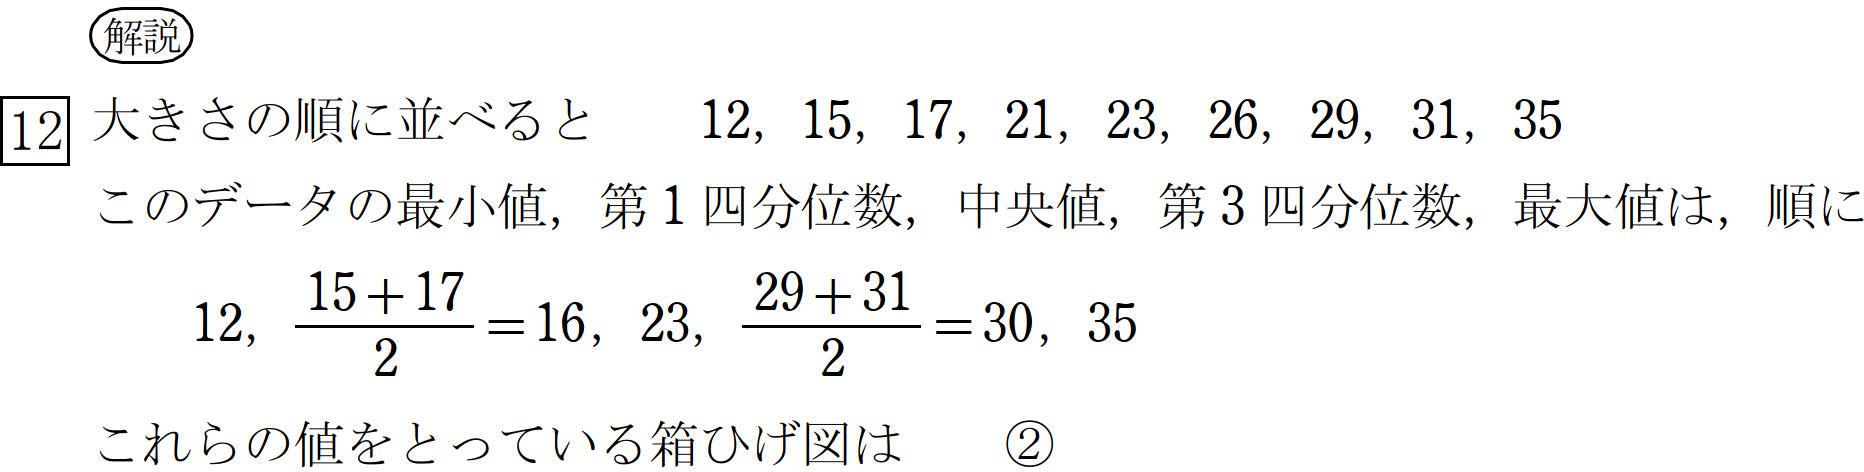 解説
12 大きさの順に並べると 12, 15, 17, 21, 23, 26, 29, 31, 35
このデータの最小値, 第1四分位数, 中央値, 第3四分位数, 最大値は, 順に
12, \frac{15+17}{2}=16, 23, \frac{29+31}{2}=30, 35
これらの値をとっている箱ひげ図は ②